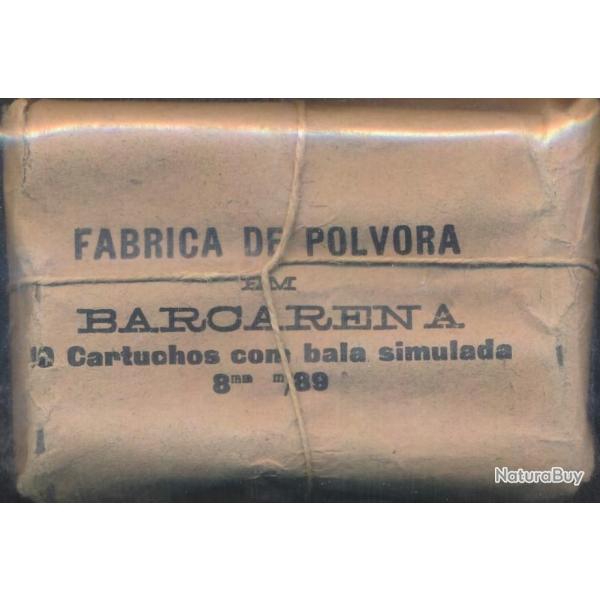 FABRICA DE POLVORA
EM
BARCARENA
10 Cartuchos com bala simulada
8mm m/89
NaturaBuy